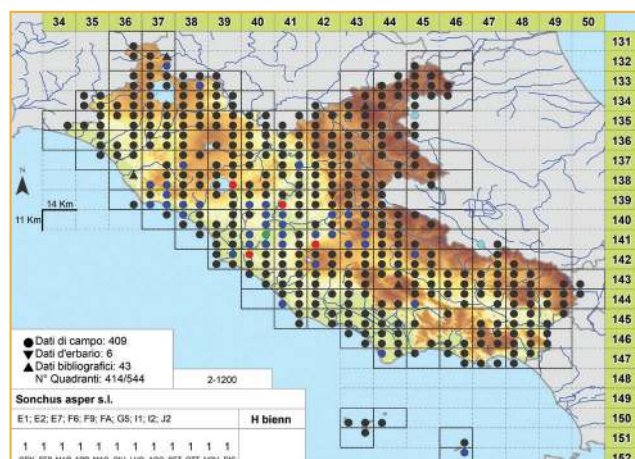 34 35 36 37 38 39 40 41 42 43 44 45 46 47 48 49 50
131
132
133
134
135
136
137
138
139
140
141
142
143
144
145
146
147
148
149
150
151
152
N
14 Km
11 Km
Dati di campo: 409
Dati d'erbario: 6
Dati bibliografici: 43
N° Quadranti: 414/544
2-1200
Sonchus asper s.l.
E1; E2; E7; F6; F9; FA; G5; I1; I2; J2
H bienn
1 1 1 1 1 1 1 1 1 1 1 1